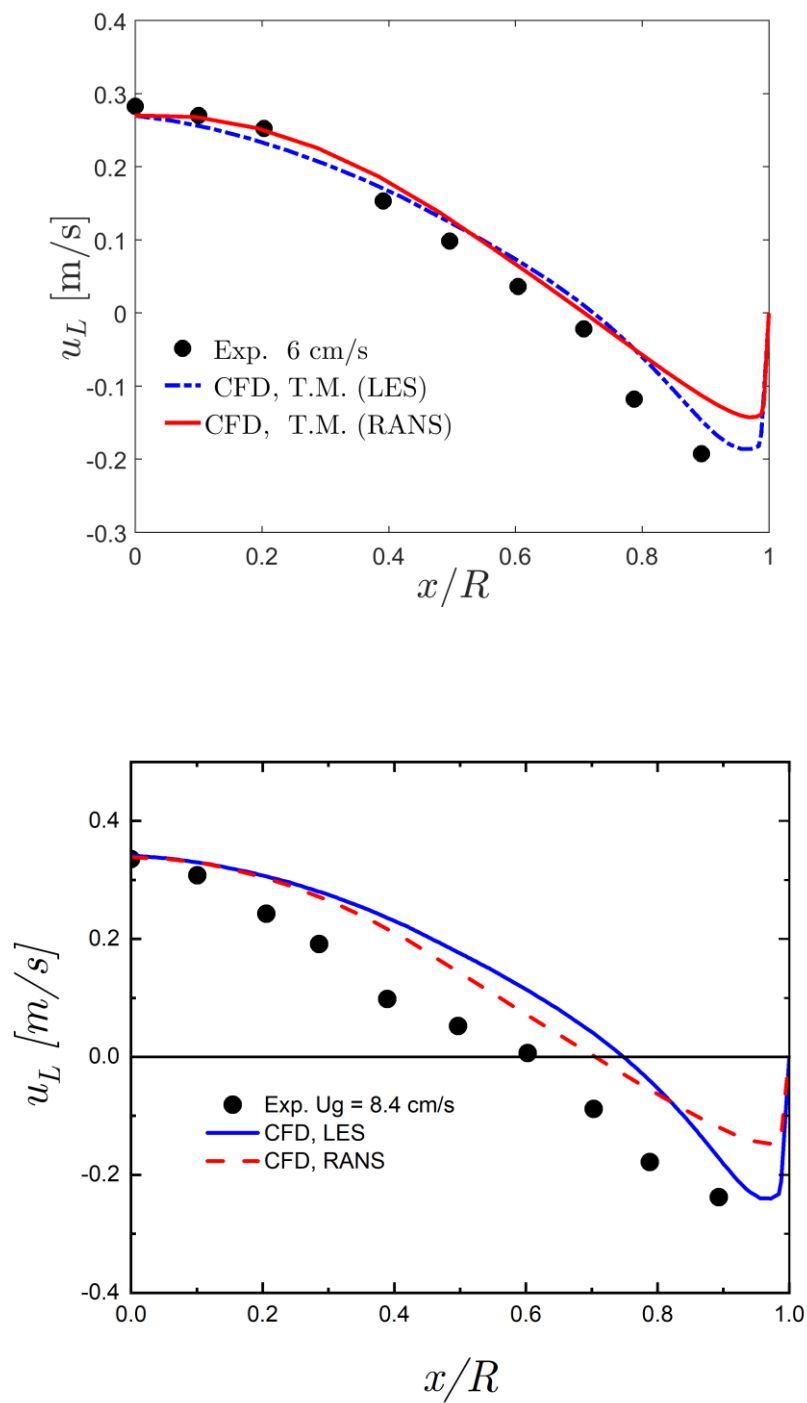 0.4
0.3
0.2
0.1
0
-0.1
-0.2
-0.3
u_L [m/s]
Exp. 6 cm/s
CFD, T.M. (LES)
CFD, T.M. (RANS)
0 0.2 0.4 0.6 0.8 1
x/R
0.4
0.2
0.0
-0.2
-0.4
u_L [m/s]
Exp. Ug = 8.4 cm/s
CFD, LES
CFD, RANS
0.0 0.2 0.4 0.6 0.8 1.0
x/R